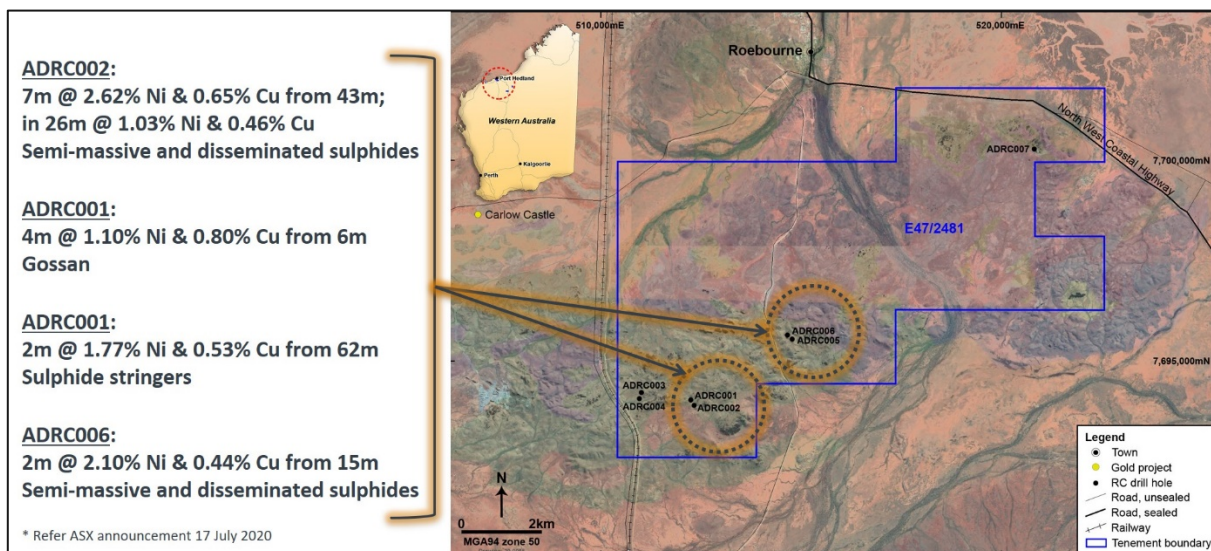 ADRC002:
7m @ 2.62% Ni & 0.65% Cu from 43m;
in 26m @ 1.03% Ni & 0.46% Cu
Semi-massive and disseminated sulphides
ADRC001:
4m @ 1.10% Ni & 0.80% Cu from 6m
Gossan
ADRC001:
2m @ 1.77% Ni & 0.53% Cu from 62m
Sulphide stringers
ADRC006:
2m @ 2.10% Ni & 0.44% Cu from 15m
Semi-massive and disseminated sulphides
* Refer ASX announcement 17 July 2020
510,000mE
520,000mE
Roebourne
Port Hedland
Western Australia
Kalgoorlie
Perth
Carlow Castle
North West Coastal Highway
ADRC007
7,700,000mN
E47/2481
ADRC006
ADRC005
7,695,000mN
ADRC003
ADRC004
ADRC001
ADRC002
N
0
2km
MGA94 zone 50
Legend
Town
Gold project
RC drill hole
Road, unsealed
Road, sealed
Railway
Tenement boundary